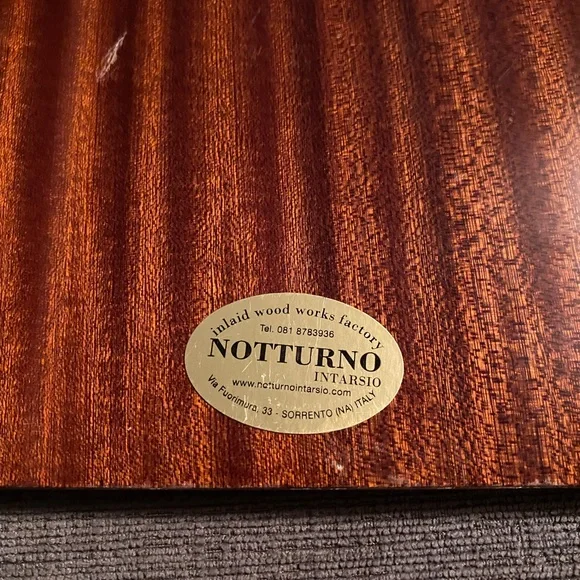 inlaid wood works factory
Tel. 081 8783936
NOTTURNO
INTARSIO
www.notturnointarsio.com
Via Fuorimura, 33 - SORRENTO (NA) ITALY